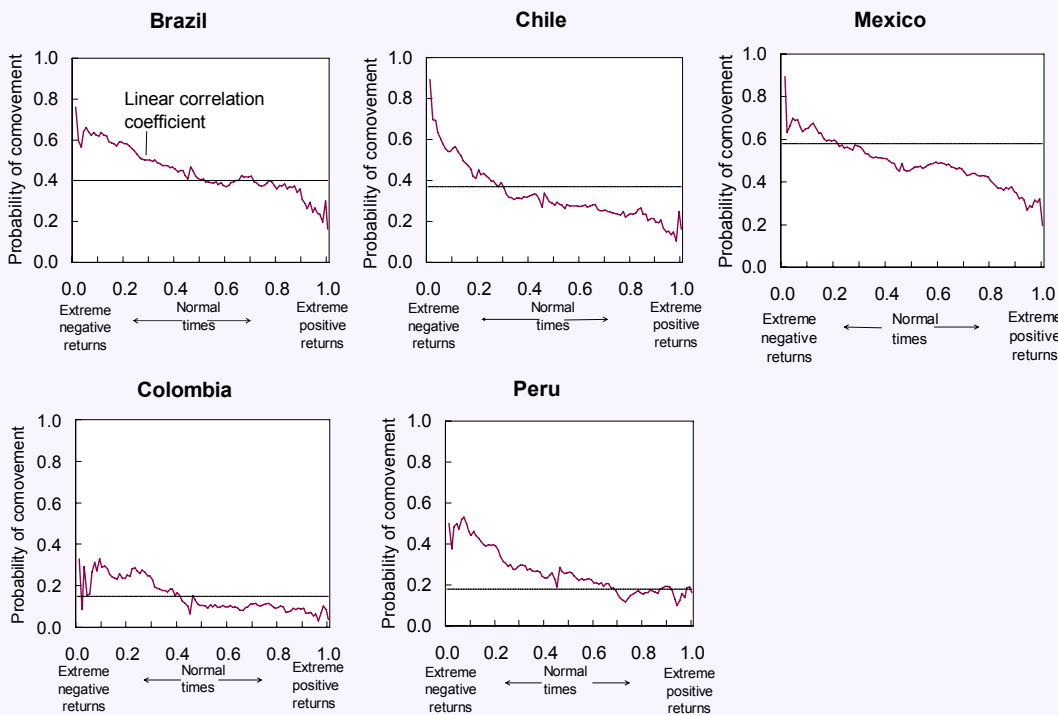 Brazil
Probability of comovement
1.0
0.8
0.6
0.4
0.2
0.0
Linear correlation
coefficient
0.0 0.2 0.4 0.6 0.8 1.0
Extreme
negative
returns
Normal
times
Extreme
positive
returns
Chile
Probability of comovement
1.0
0.8
0.6
0.4
0.2
0.0
0.0 0.2 0.4 0.6 0.8 1.0
Extreme
negative
returns
Normal
times
Extreme
positive
returns
Mexico
Probability of comovement
1.0
0.8
0.6
0.4
0.2
0.0
0.0 0.2 0.4 0.6 0.8 1.0
Extreme
negative
returns
Normal
times
Extreme
positive
returns
Colombia
Probability of comovement
1.0
0.8
0.6
0.4
0.2
0.0
0.0 0.2 0.4 0.6 0.8 1.0
Extreme
negative
returns
Normal
times
Extreme
positive
returns
Peru
Probability of comovement
1.0
0.8
0.6
0.4
0.2
0.0
0.0 0.2 0.4 0.6 0.8 1.0
Extreme
negative
returns
Normal
times
Extreme
positive
returns